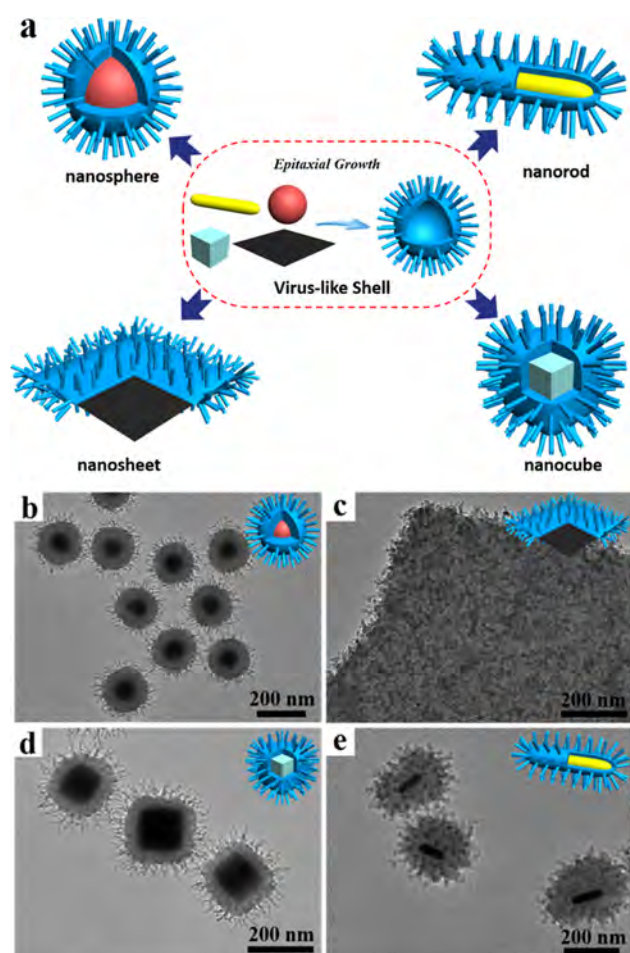 a
nanosphere
nanorod
Epitaxial Growth
Virus-like Shell
nanosheet
nanocube
b
200 nm
c
200 nm
d
200 nm
e
200 nm